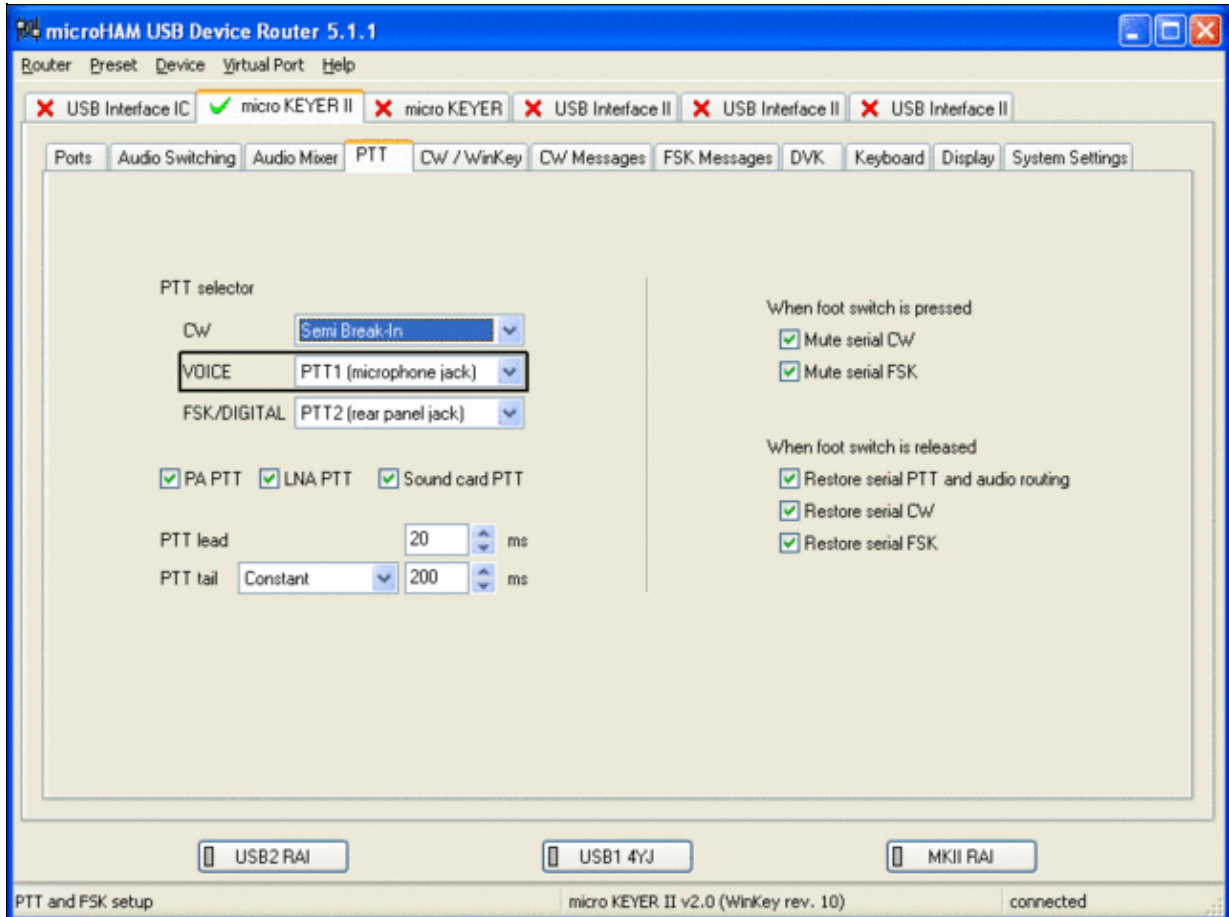 microHAM USB Device Router 5.1.1
Router Preset Device Virtual Port Help
USB Interface IC micro KEYER II micro KEYER USB Interface II USB Interface II USB Interface II
Ports Audio Switching Audio Mixer PTT CW / WinKey CW Messages FSK Messages DVK Keyboard Display System Settings
PTT selector
CW Semi Break-In
VOICE PTT1 (microphone jack)
FSK/DIGITAL PTT2 (rear panel jack)
PA PTT LNA PTT Sound card PTT
PTT lead 20 ms
PTT tail Constant 200 ms
When foot switch is pressed
Mute serial CW
Mute serial FSK
When foot switch is released
Restore serial PTT and audio routing
Restore serial CW
Restore serial FSK
USB2 RAI USB1 4YJ MKII RAI
PTT and FSK setup micro KEYER II v2.0 (WinKey rev. 10) connected